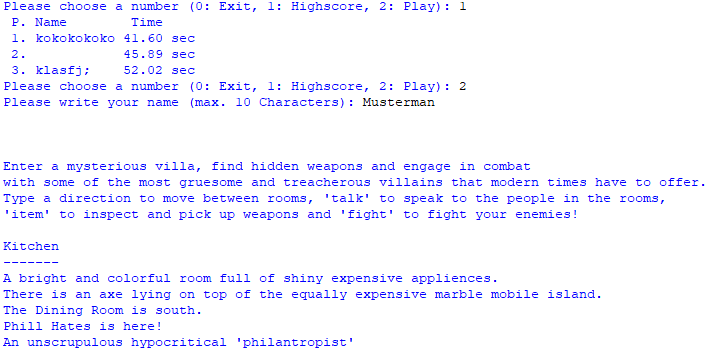 Please choose a number (0: Exit, 1: Highscore, 2: Play): 1
P. Name Time
1. kokokokoko 41.60 sec
2. 45.89 sec
3. klasfj; 52.02 sec
Please choose a number (0: Exit, 1: Highscore, 2: Play): 2
Please write your name (max. 10 Characters): Musterman
Enter a mysterious villa, find hidden weapons and engage in combat
with some of the most gruesome and treacherous villains that modern times have to offer.
Type a direction to move between rooms, 'talk' to speak to the people in the rooms,
'item' to inspect and pick up weapons and 'fight' to fight your enemies!
Kitchen
-------
A bright and colorful room full of shiny expensive appliences.
There is an axe lying on top of the equally expensive marble mobile island.
The Dining Room is south.
Phill Hates is here!
An unscrupulous hypocritical 'philantropist'